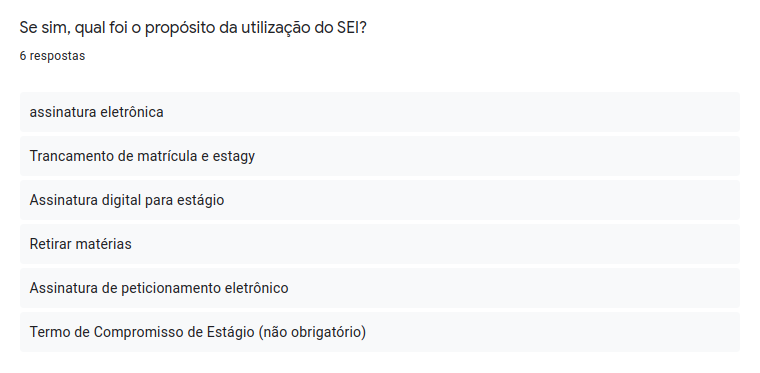 Se sim, qual foi o propósito da utilização do SEI?
6 respostas
assinatura eletrônica
Trancamento de matrícula e estagy
Assinatura digital para estágio
Retirar matérias
Assinatura de peticionamento eletrônico
Termo de Compromisso de Estágio (não obrigatório)